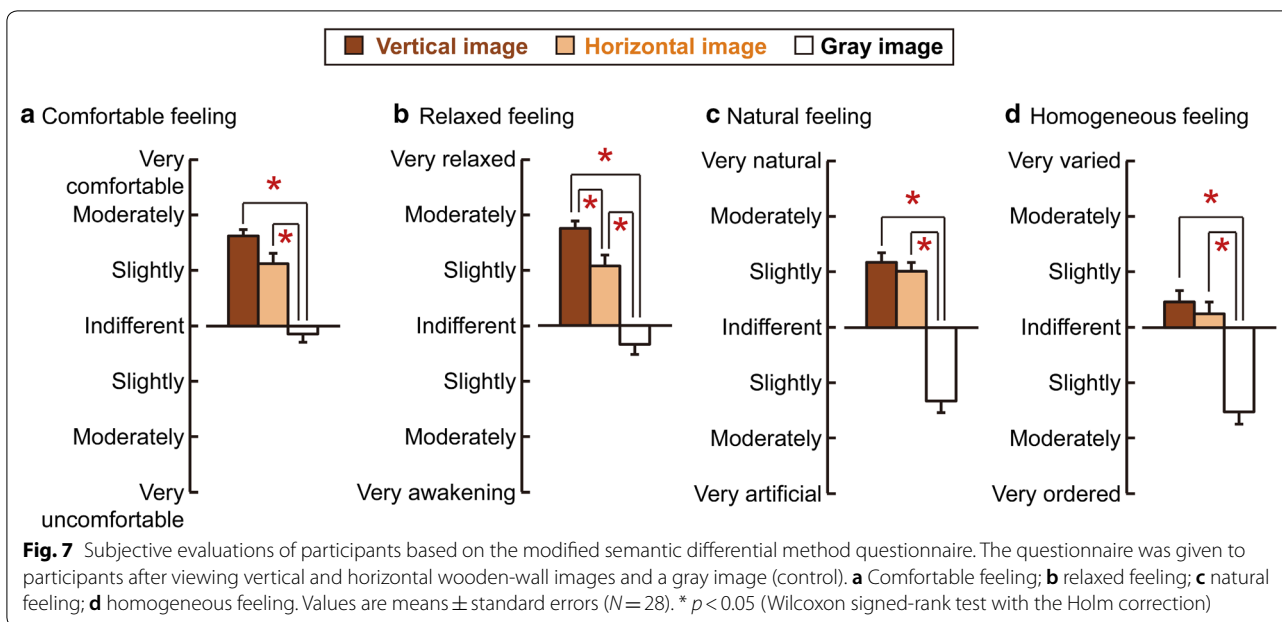 Vertical image Horizontal image Gray image
a Comfortable feeling
Very
comfortable
*
Moderately
*
Slightly
Indifferent
Slightly
Moderately
Very
uncomfortable
b Relaxed feeling
Very relaxed
*
Moderately
* *
Slightly
Indifferent
Slightly
Moderately
Very awakening
c Natural feeling
Very natural
*
Moderately
*
Slightly
Indifferent
Slightly
Moderately
Very artificial
d Homogeneous feeling
Very varied
*
Moderately
*
Slightly
Indifferent
Slightly
Moderately
Very ordered
Fig. 7 Subjective evaluations of participants based on the modified semantic differential method questionnaire. The questionnaire was given to
participants after viewing vertical and horizontal wooden-wall images and a gray image (control). a Comfortable feeling; b relaxed feeling; c natural
feeling; d homogeneous feeling. Values are means ± standard errors (N = 28). * p < 0.05 (Wilcoxon signed-rank test with the Holm correction)